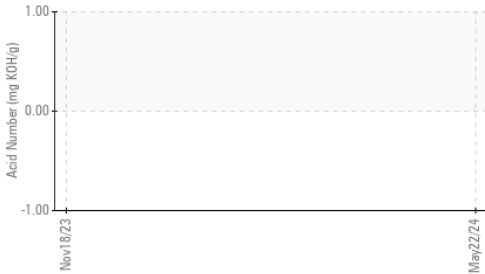 Acid Number (mg KOH/g)
1.00
0.00
-1.00
Nov18/23
May22/24